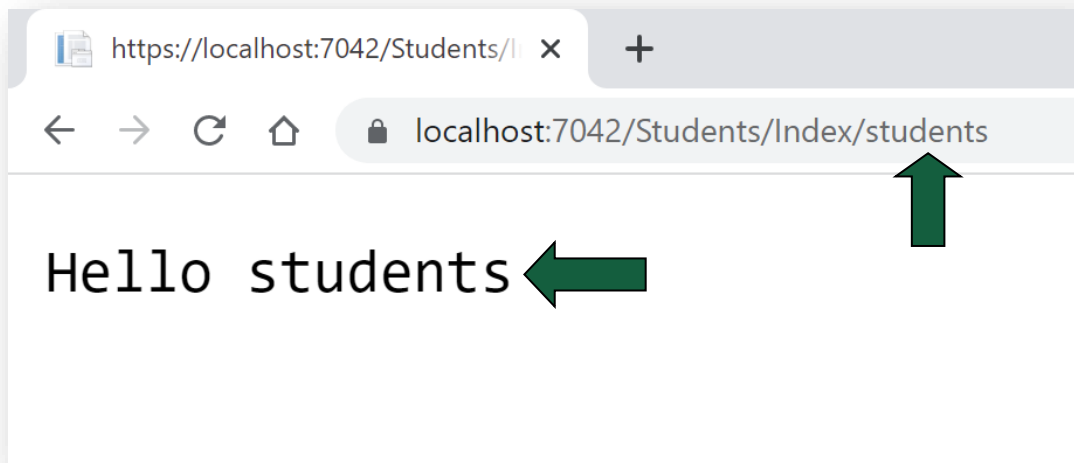 https://localhost:7042/Students/I
localhost:7042/Students/Index/students
Hello students